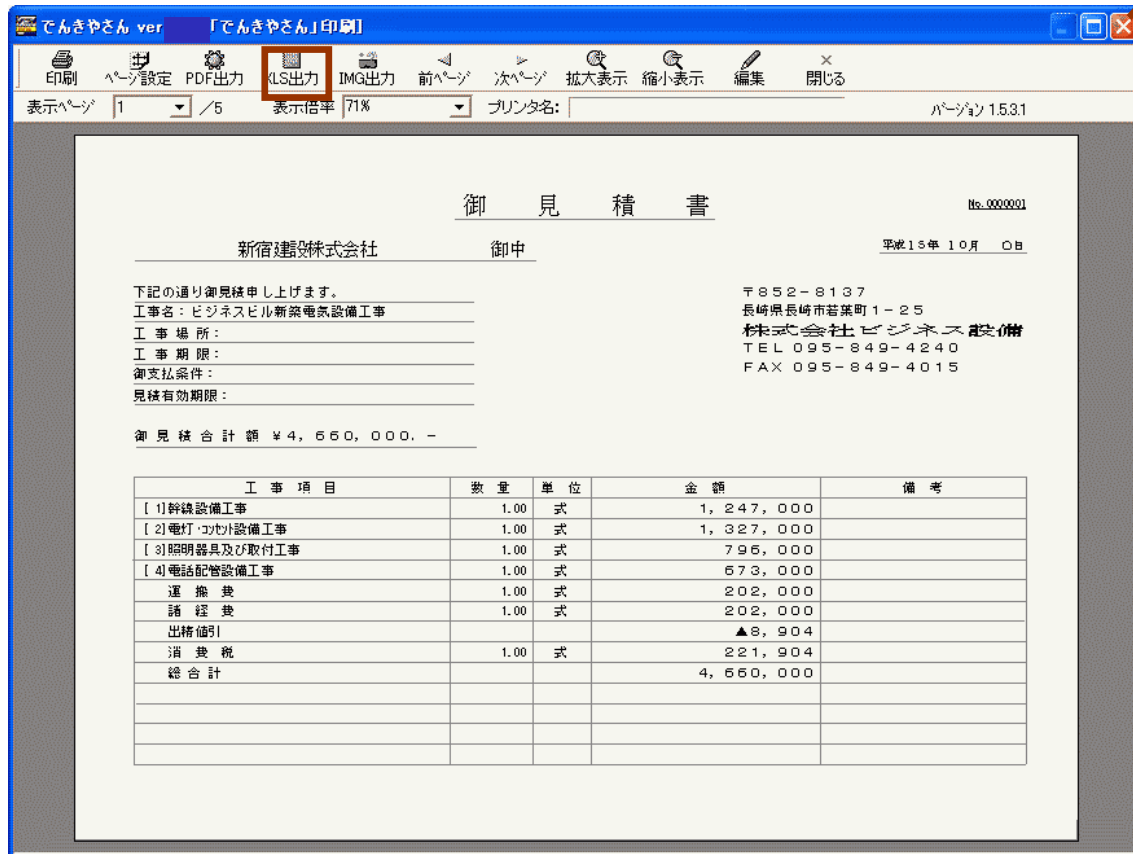 でんきやさん ver 「でんきやさん」印刷]
印刷 ページ設定 PDF出力 XLS出力 IMG出力 前ページ 次ページ 拡大表示 縮小表示 編集 閉じる
表示ページ 1 /5 表示倍率 71% プリンタ名: バージョン 1.5.3.1
御見積書
No.0000001
新宿建設株式会社 御中
平成15年10月 0日
下記の通り御見積申し上げます。
工事名:ビジネスビル新築電気設備工事
工事場所:
工事期限:
御支払条件:
見積有効期限:
〒852-8137
長崎県長崎市若葉町1-25
株式会社ビジネス設備
TEL 095-849-4240
FAX 095-849-4015
御見積合計額 ¥4,660,000.-
工事項目 数量 単位 金額 備考
[ 1]幹線設備工事 1.00 式 1,247,000
[ 2]電灯・コンセント設備工事 1.00 式 1,327,000
[ 3]照明器具及び取付工事 1.00 式 796,000
[ 4]電話配管設備工事 1.00 式 673,000
運搬費 1.00 式 202,000
諸経費 1.00 式 202,000
出精値引 ▲8,904
消費税 1.00 式 221,904
総合計 4,660,000